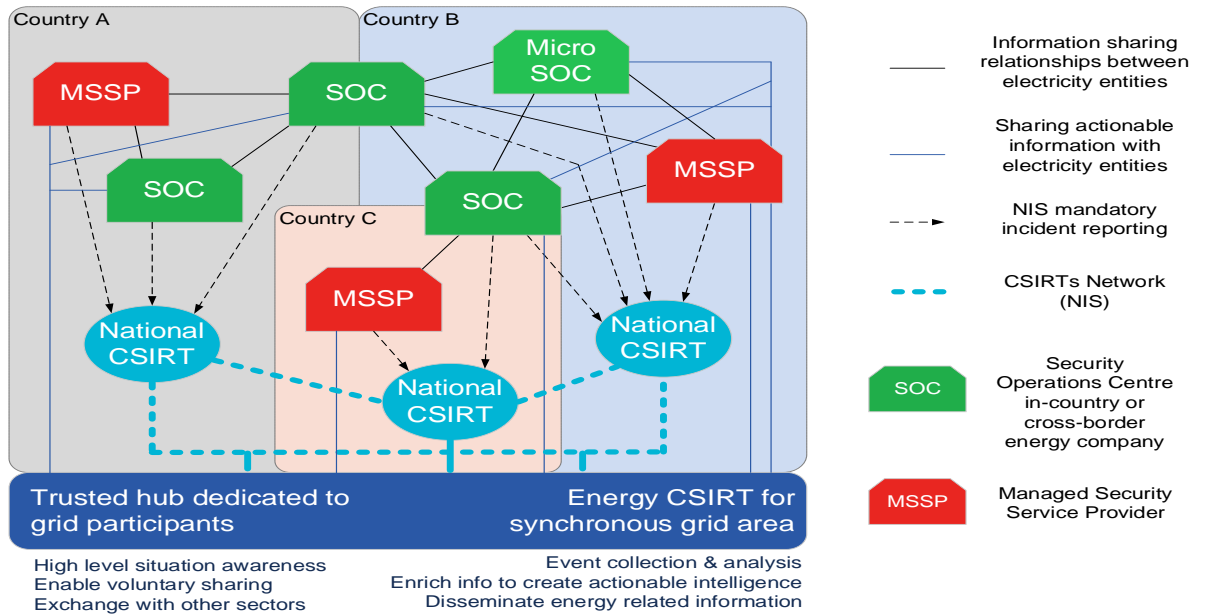 Country A
Country B
Micro
SOC
MSSP
SOC
MSSP
SOC
SOC
Country C
MSSP
National
CSIRT
National
CSIRT
National
CSIRT
Trusted hub dedicated to
grid participants
Energy CSIRT for
synchronous grid area
High level situation awareness
Enable voluntary sharing
Exchange with other sectors
Event collection & analysis
Enrich info to create actionable intelligence
Disseminate energy related information
Information sharing
relationships between
electricity entities
Sharing actionable
information with
electricity entities
NIS mandatory
incident reporting
CSIRTs Network
(NIS)
SOC
Security
Operations Centre
in-country or
cross-border
energy company
MSSP
Managed Security
Service Provider